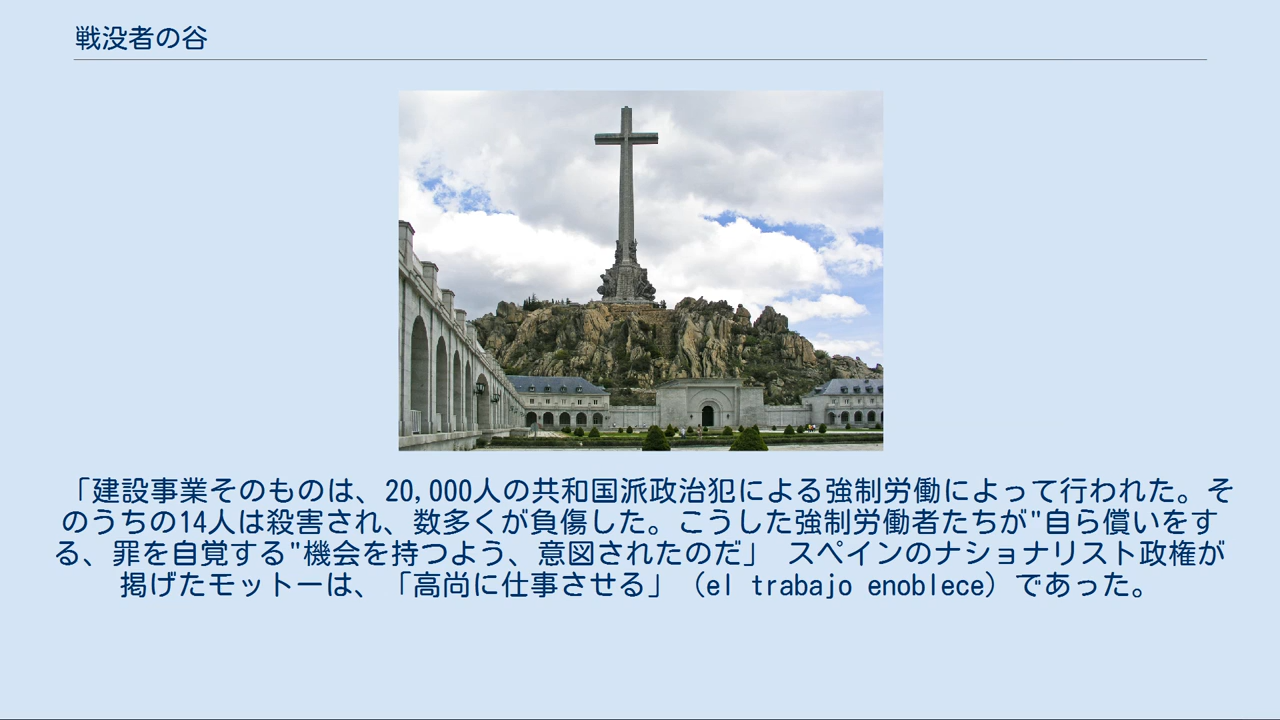 戦没者の谷
「建設事業そのものは、20,000人の共和国派政治犯による強制労働によって行われた。そ
のうちの14人は殺害され、数多くが負傷した。こうした強制労働者たちが"自ら償いをす
る、罪を自覚する"機会を持つよう、意図されたのだ」 スペインのナショナリスト政権が
掲げたモットーは、「高尚に仕事させる」（el trabajo enoblece）であった。